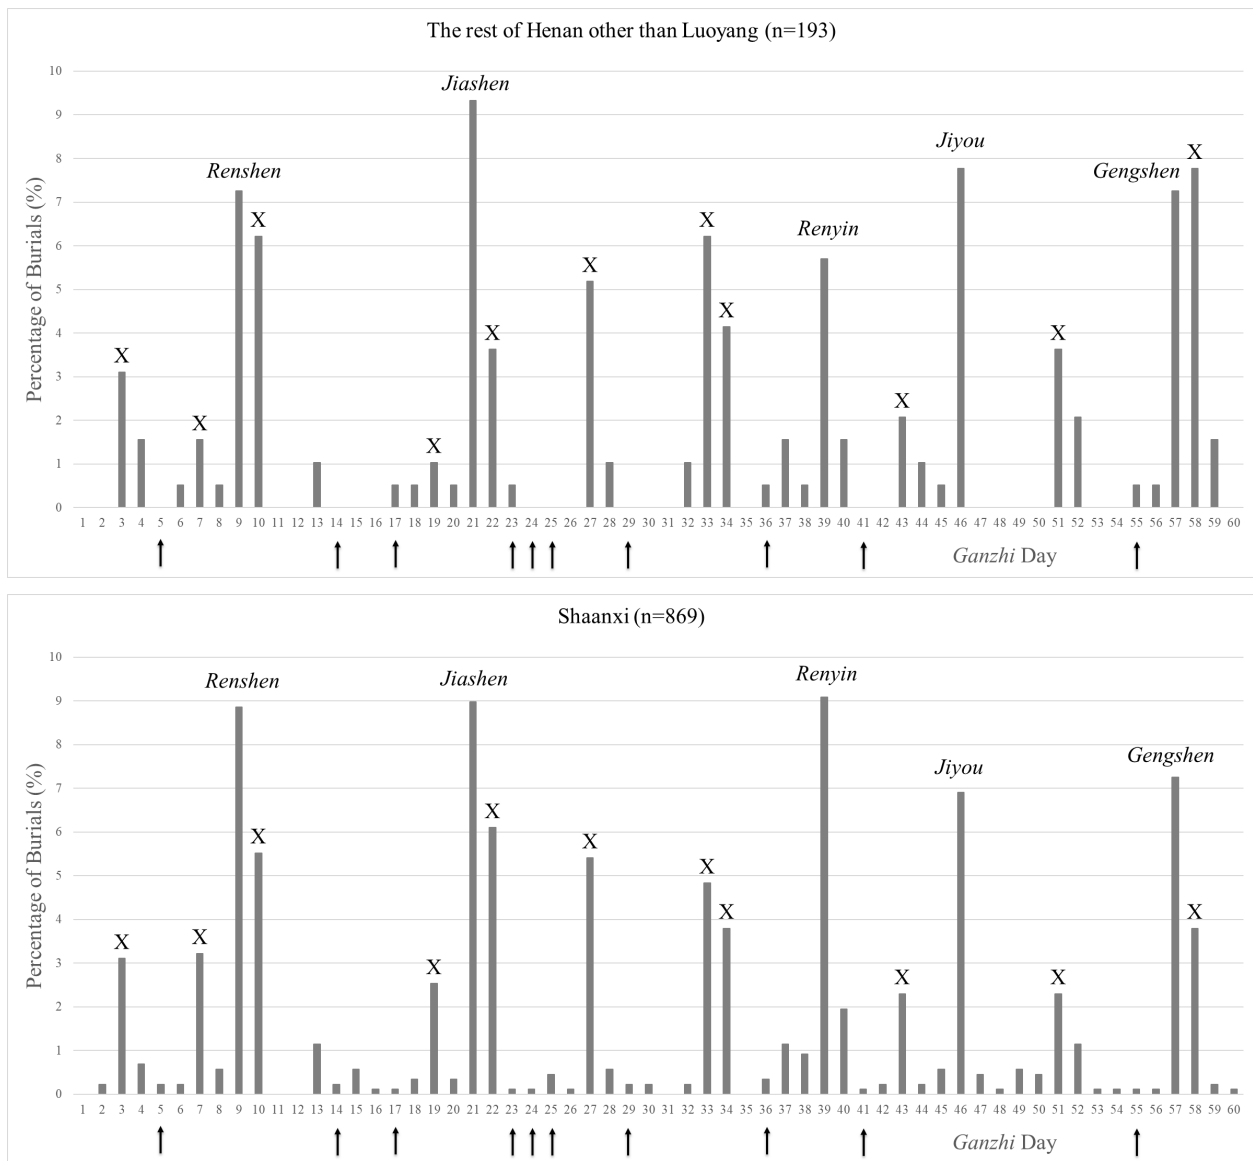 The rest of Henan other than Luoyang (n=193)
Percentage of Burials (%)
10
9
8
7
6
5
4
3
2
1
0
Renshen
Jiashen
Renyin
Jiyou
Gengshen
X
X
X
X
X
X
X
X
X
X
X
1 2 3 4 5 6 7 8 9 10 11 12 13 14 15 16 17 18 19 20 21 22 23 24 25 26 27 28 29 30 31 32 33 34 35 36 37 38 39 40 41 42 43 44 45 46 47 48 49 50 51 52 53 54 55 56 57 58 59 60
Ganzhi Day
Shaanxi (n=869)
Percentage of Burials (%)
10
9
8
7
6
5
4
3
2
1
0
Renshen
Jiashen
Renyin
Jiyou
Gengshen
X
X
X
X
X
X
X
X
X
X
X
1 2 3 4 5 6 7 8 9 10 11 12 13 14 15 16 17 18 19 20 21 22 23 24 25 26 27 28 29 30 31 32 33 34 35 36 37 38 39 40 41 42 43 44 45 46 47 48 49 50 51 52 53 54 55 56 57 58 59 60
Ganzhi Day